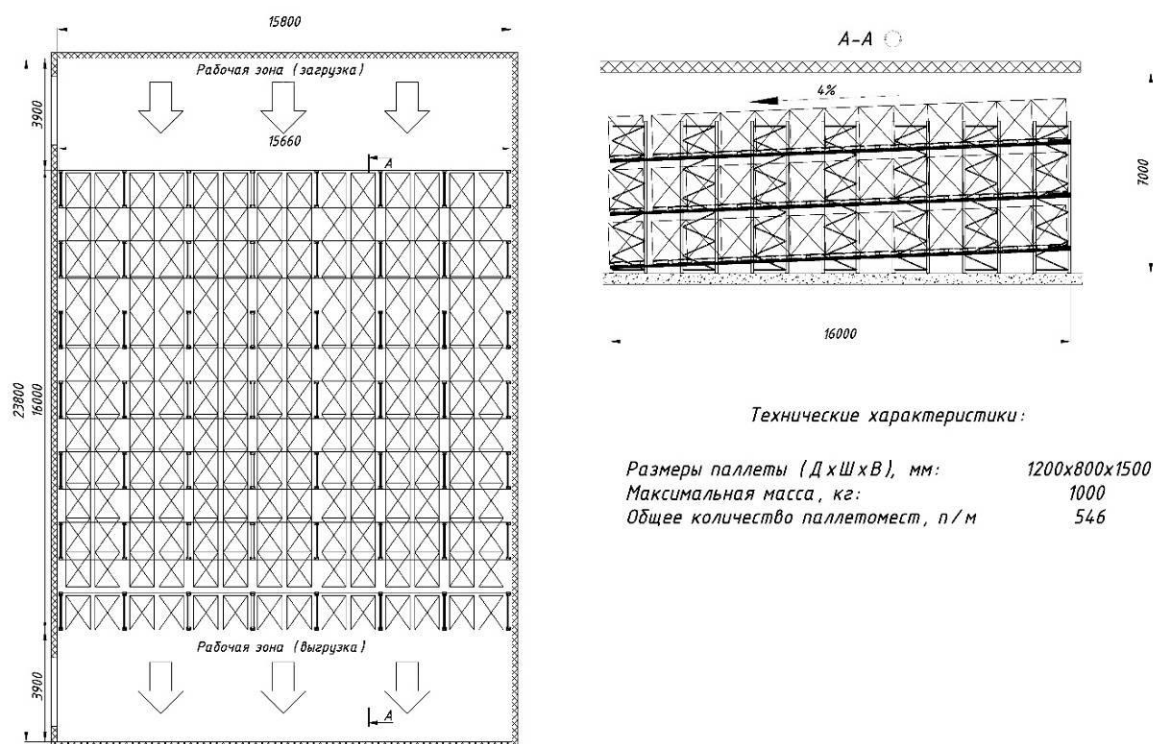 15800
Рабочая зона (загрузка)
3900
15660
А
23800
16000
Рабочая зона (выгрузка)
3900
А
А-А
4%
7000
16000
Технические характеристики:
Размеры паллеты (ДхШхВ), мм: 1200х800х1500
Максимальная масса, кг: 1000
Общее количество паллетомест, п/м 546